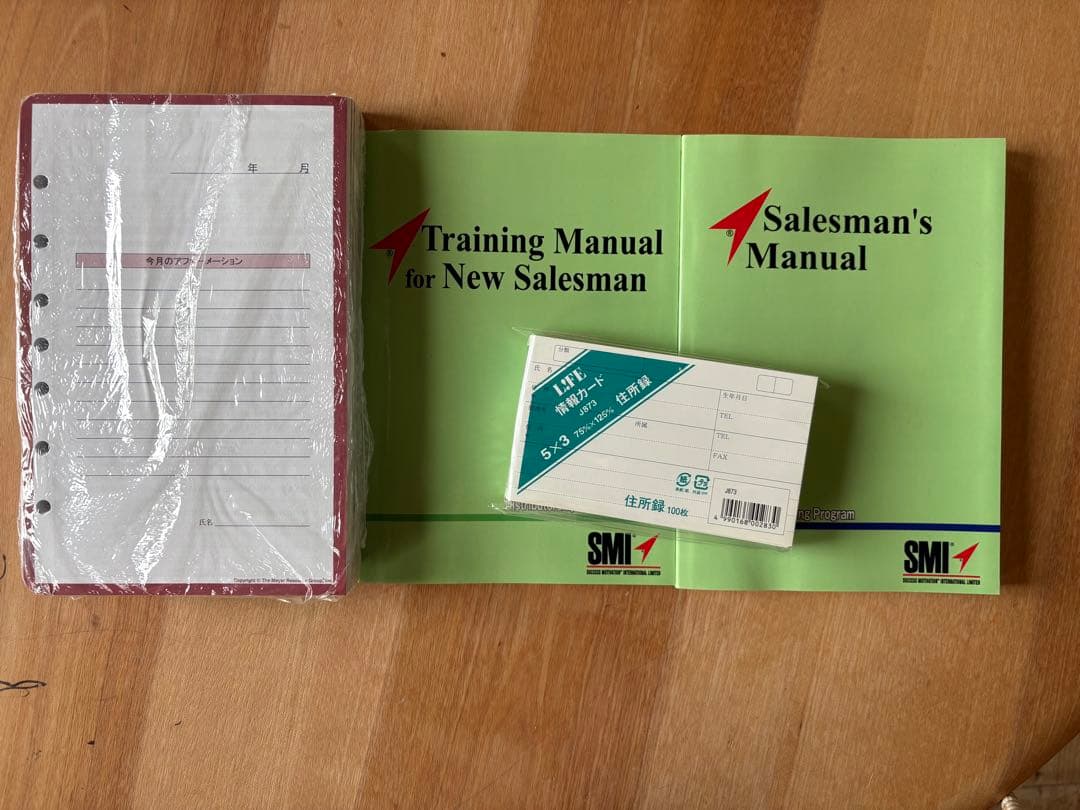 年 月
今月のアファーメーション
氏名
Copyright © The Meyer Resource Group, Inc.
®
Training Manual
for New Salesman
SMI
SUCCESS MOTIVATION® INTERNATIONAL LIMITED
®
Salesman's
Manual
Program
SMI
SUCCESS MOTIVATION® INTERNATIONAL LIMITED
分類
氏名
LIFE
情報カード
J873
5×3 75%×125% 住所録
所属
生年月日
TEL
TEL
FAX
住所録 100枚
J873
4 990168 002830